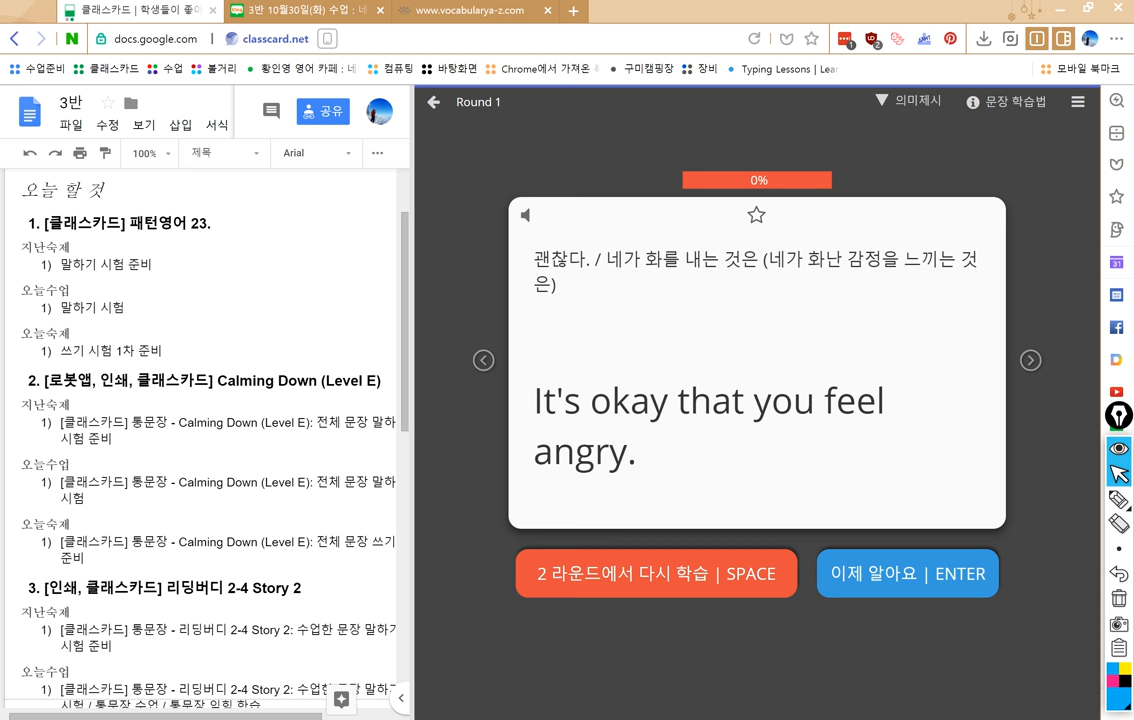 클래스카드 | 학생들이 좋아
3반 10월30일(화) 수업 : 네
www.vocabularya-z.com
docs.google.com
classcard.net
수업준비
클래스카드
수업
볼거리
황인영 영어 카페 : 네
컴퓨팅
바탕화면
Chrome에서 가져온
구미캠핑장
장비
Typing Lessons | Lear
모바일 북마크
3반
파일 수정 보기 삽입 서식
공유
100%
제목
Arial
오늘 할 것
1. [클래스카드] 패턴영어 23.
지난숙제
1) 말하기 시험 준비
오늘수업
1) 말하기 시험
오늘숙제
1) 쓰기 시험 1차 준비
2. [로봇앱, 인쇄, 클래스카드] Calming Down (Level E)
지난숙제
1) [클래스카드] 통문장 - Calming Down (Level E): 전체 문장 말하
시험 준비
오늘수업
1) [클래스카드] 통문장 - Calming Down (Level E): 전체 문장 말하
시험
오늘숙제
1) [클래스카드] 통문장 - Calming Down (Level E): 전체 문장 쓰기
준비
3. [인쇄, 클래스카드] 리딩버디 2-4 Story 2
지난숙제
1) [클래스카드] 통문장 - 리딩버디 2-4 Story 2: 수업한 문장 말하기
시험 준비
오늘수업
1) [클래스카드] 통문장 - 리딩버디 2-4 Story 2: 수업한 문장 말하
시험 / 통문장 수업 / 통문장 암회 학습
Round 1
의미제시
문장 학습법
0%
괜찮다. / 네가 화를 내는 것은 (네가 화난 감정을 느끼는 것
은)
It's okay that you feel
angry.
2 라운드에서 다시 학습 | SPACE
이제 알아요 | ENTER